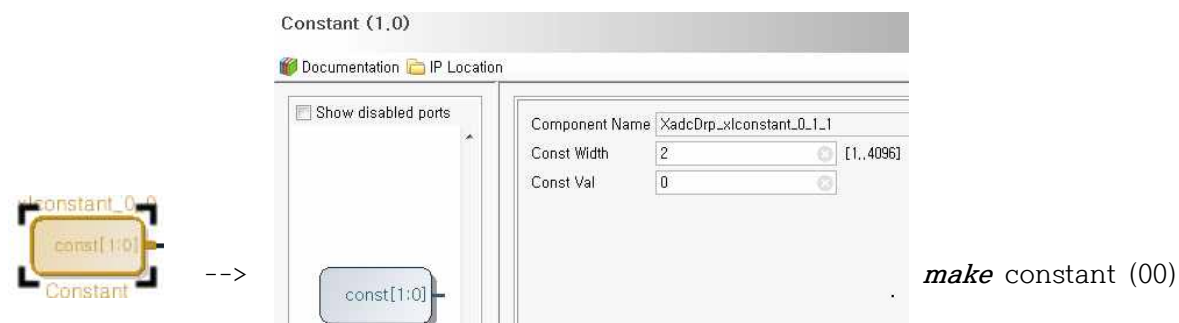 Constant (1.0)
Documentation IP Location
Show disabled ports
Component Name XadcDrp_xlconstant_0_1_1
Const Width 2 [1..4096]
Const Val 0
xlconstant_0_0
const[1:0]
Constant
-->
const[1:0]
make constant (00)